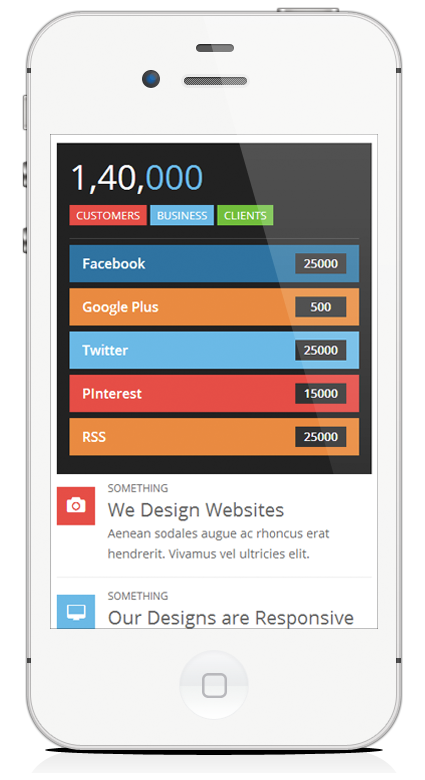 1,40,000
CUSTOMERS BUSINESS CLIENTS
Facebook 25000
Google Plus 500
Twitter 25000
PInterest 15000
RSS 25000
SOMETHING
We Design Websites
Aenean sodales augue ac rhoncus erat
hendrerit. Vivamus vel ultricies elit.
SOMETHING
Our Designs are Responsive